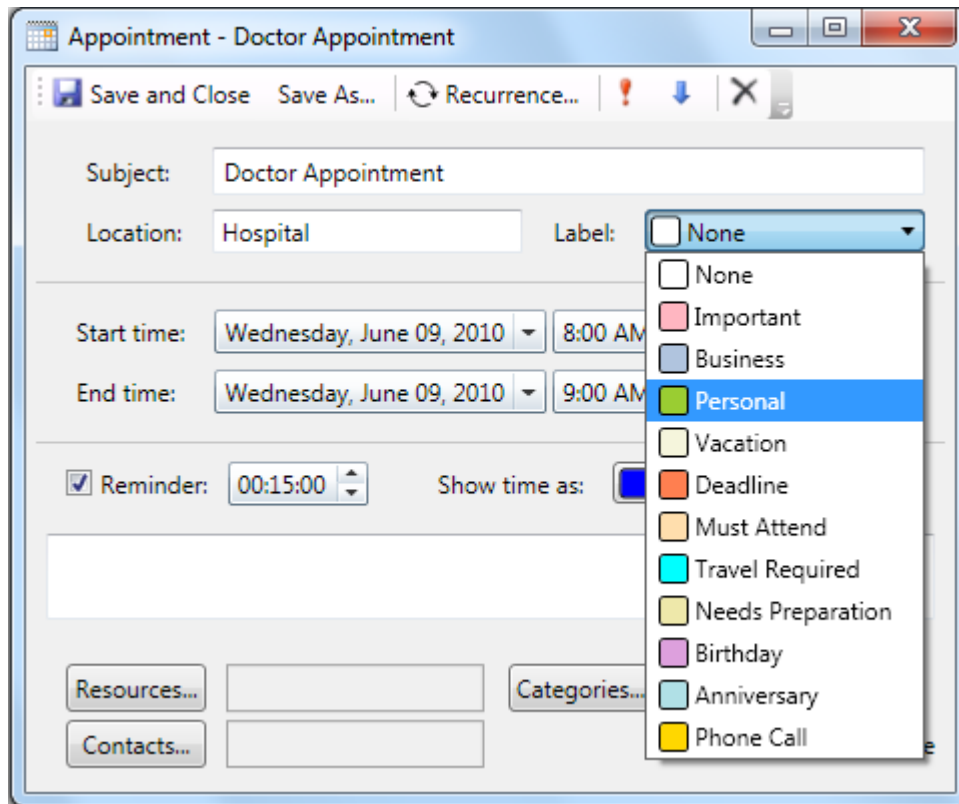 Appointment - Doctor Appointment
Save and Close Save As... Recurrence...
Subject: Doctor Appointment
Location: Hospital Label: None
None
Important
Start time: Wednesday, June 09, 2010 8:00 AM
Business
End time: Wednesday, June 09, 2010 9:00 AM
Personal
Vacation
Reminder: 00:15:00 Show time as:
Deadline
Must Attend
Travel Required
Needs Preparation
Birthday
Resources... Categories...
Anniversary
Contacts...
Phone Call